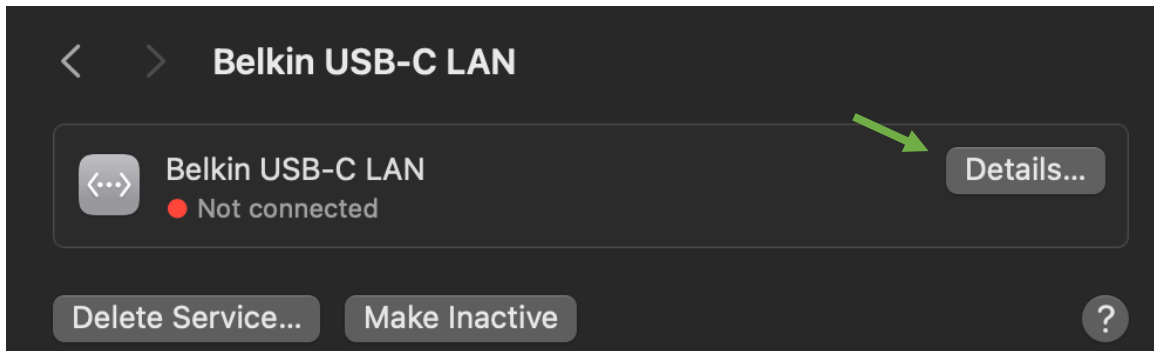 Belkin USB-C LAN
Belkin USB-C LAN
Details...
Not connected
Delete Service...
Make Inactive
?